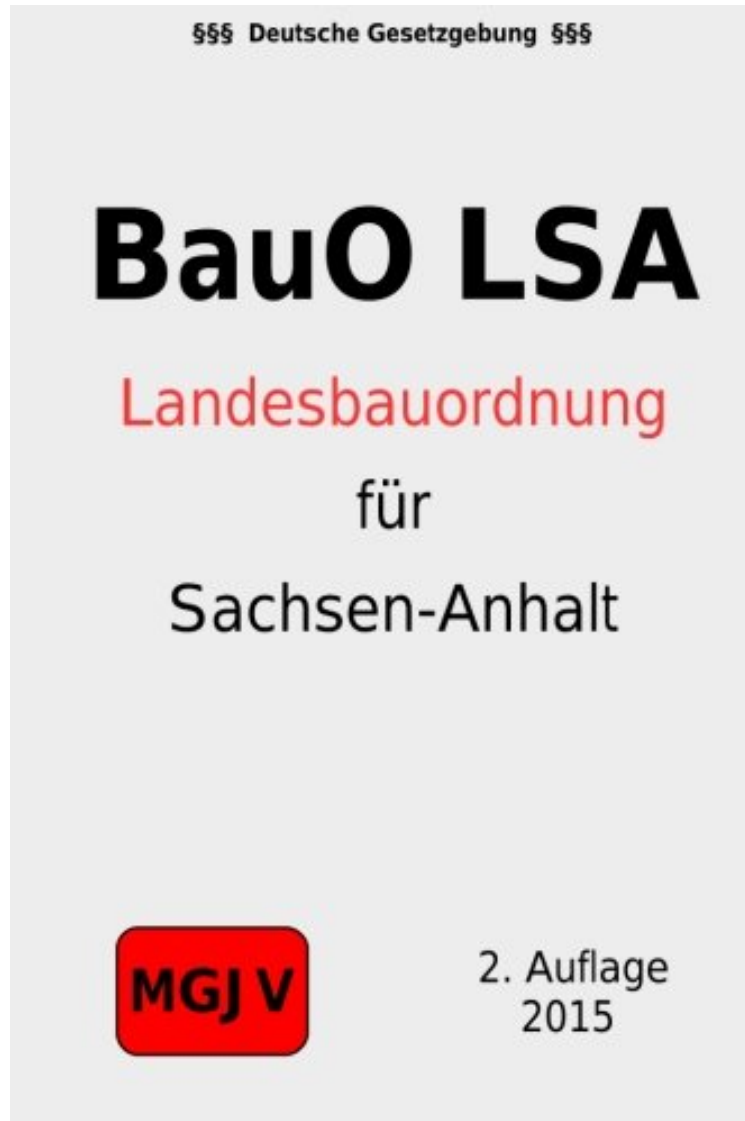 §§§ Deutsche Gesetzgebung §§§
BauO LSA
Landesbauordnung
für
Sachsen-Anhalt
MGJ V
2. Auflage
2015